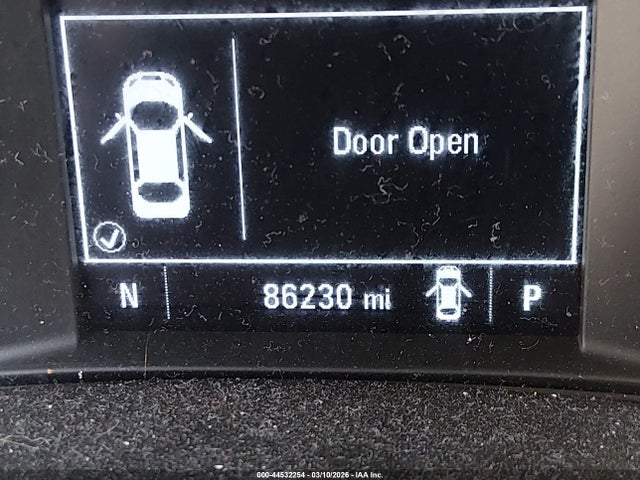 Door Open
N 86230 mi P
000-44532254 - 03/10/2026 - IAA Inc.